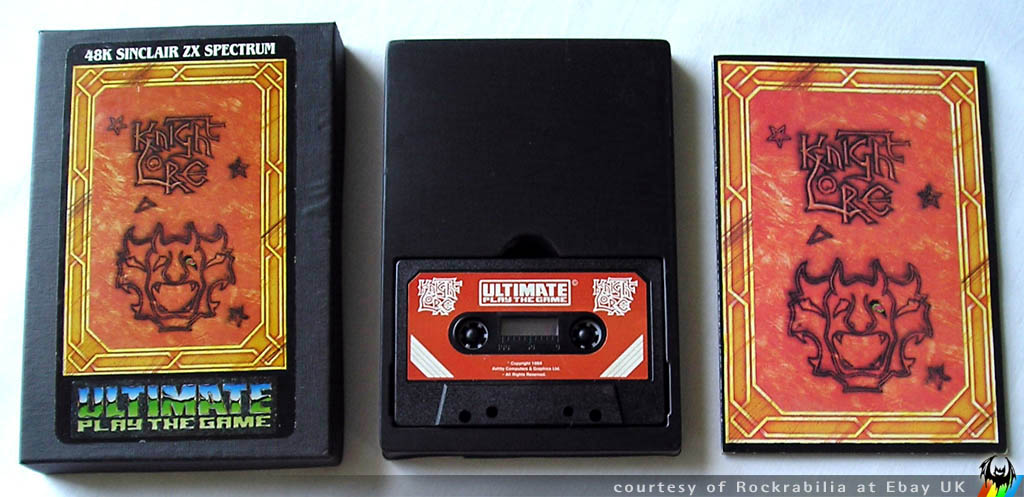 48K SINCLAIR ZX SPECTRUM
KNIGHT
LORE
ULTIMATE
PLAY THE GAME
KNIGHT
LORE
ULTIMATE ©
PLAY THE GAME
KNIGHT
LORE
© Copyright 1984
Ashby Computers & Graphics Ltd.
• All Rights Reserved.
KNIGHT
LORE
courtesy of Rockrabilia at Ebay UK